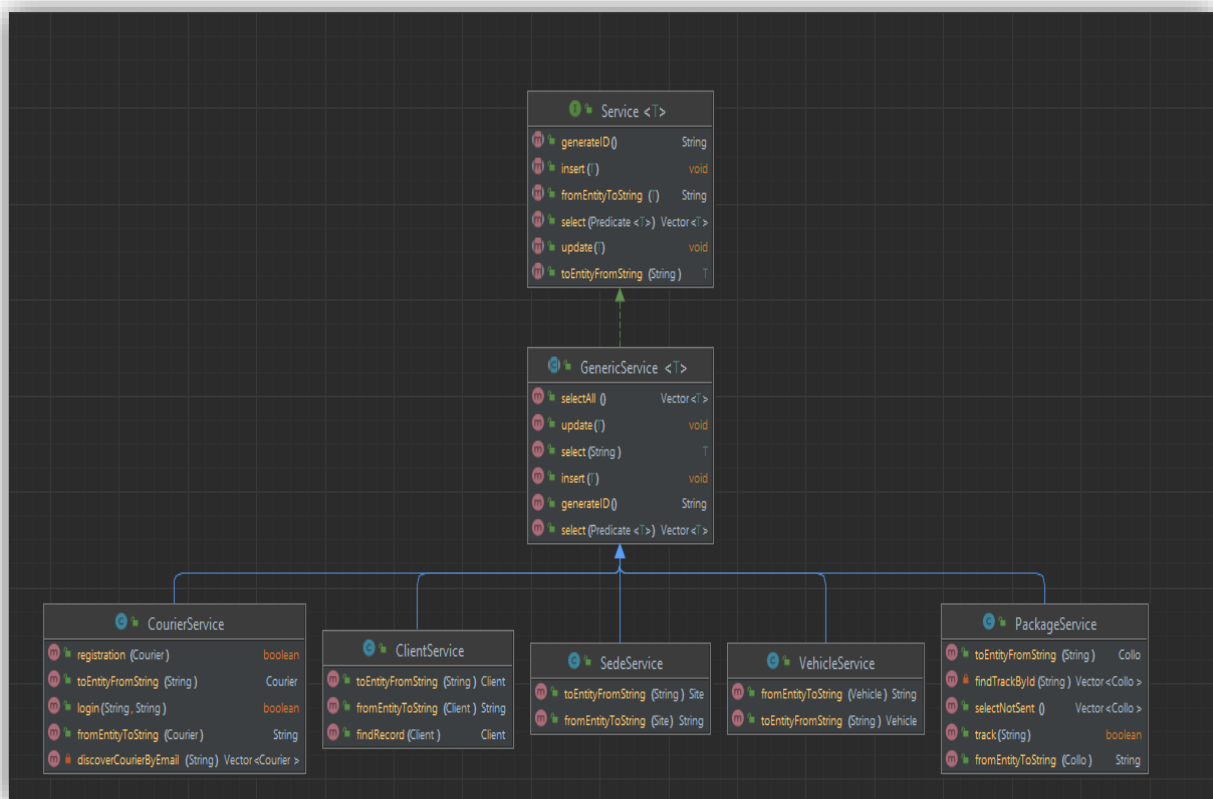 Service <T>
generateID() String
insert(T) void
fromEntityToString (T) String
select(Predicate <T>) Vector<T>
update(T) void
toEntityFromString (String) T
GenericService <T>
selectAll () Vector<T>
update(T) void
select(String) T
insert(T) void
generateID() String
select(Predicate <T>) Vector<T>
CourierService
registration (Courier) boolean
toEntityFromString (String) Courier
login(String, String) boolean
fromEntityToString (Courier) String
discoverCourierByEmail (String) Vector<Courier >
ClientService
toEntityFromString (String) Client
fromEntityToString (Client) String
findRecord(Client) Client
SedeService
toEntityFromString (String) Site
fromEntityToString (Site) String
VehicleService
fromEntityToString (Vehicle) String
toEntityFromString (String) Vehicle
PackageService
toEntityFromString (String) Collo
findTrackById (String) Vector<Collo >
selectNotSent () Vector<Collo >
track(String) boolean
fromEntityToString (Collo) String